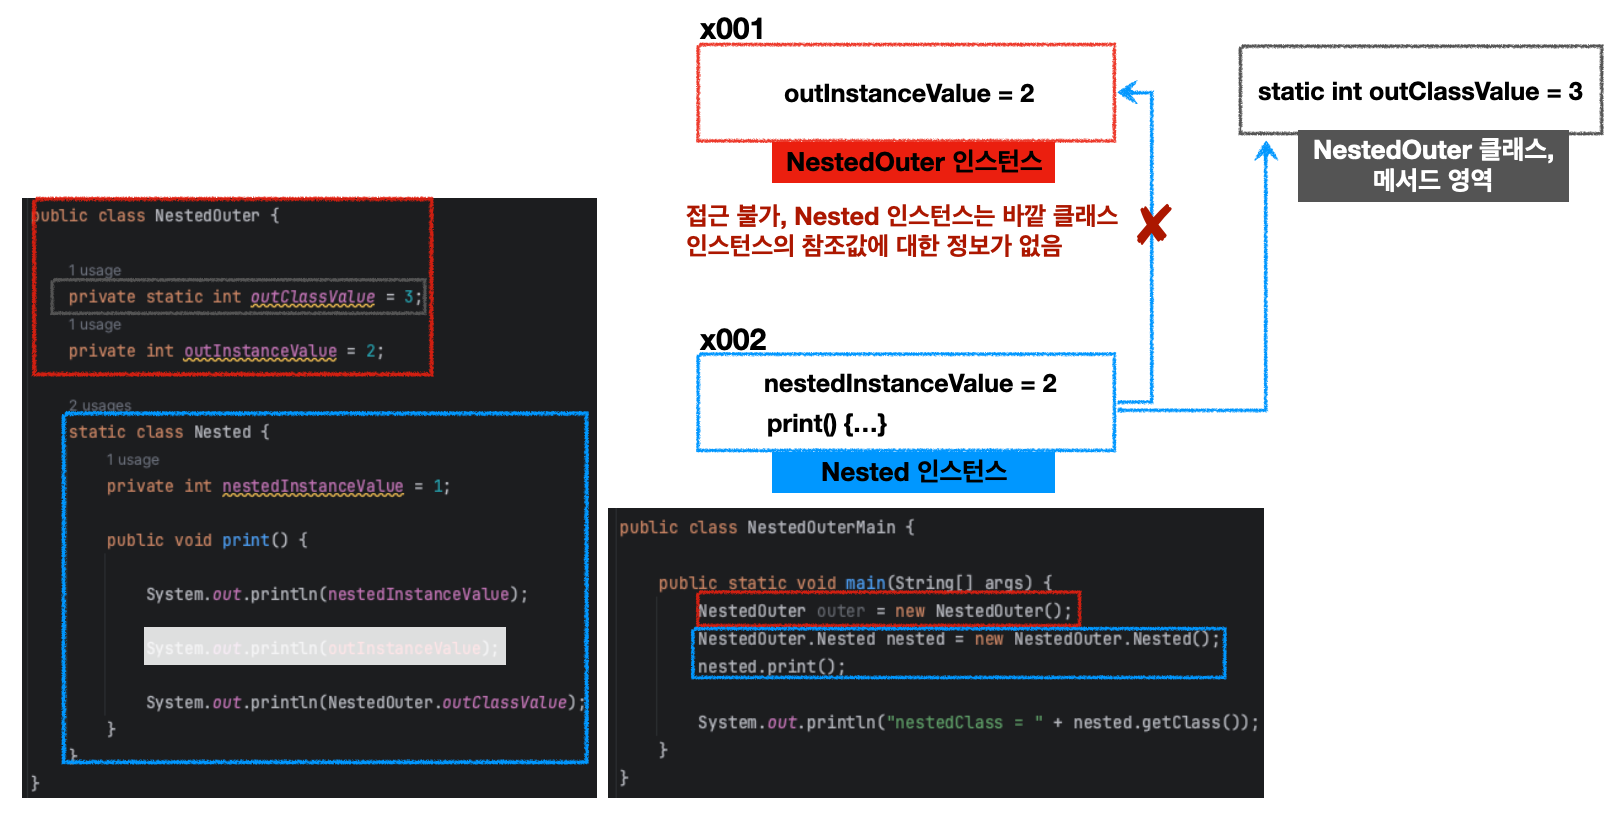 x001
outInstanceValue = 2
NestedOuter 인스턴스
static int outClassValue = 3
NestedOuter 클래스,
메서드 영역
접근 불가, Nested 인스턴스는 바깥 클래스
인스턴스의 참조값에 대한 정보가 없음
x002
nestedInstanceValue = 2
print() {...}
Nested 인스턴스
public class NestedOuter {
1 usage
private static int outClassValue = 3;
1 usage
private int outInstanceValue = 2;
2 usages
static class Nested {
1 usage
private int nestedInstanceValue = 1;
public void print() {
System.out.println(nestedInstanceValue);
System.out.println(outInstanceValue);
System.out.println(NestedOuter.outClassValue);
}
}
}
public class NestedOuterMain {
public static void main(String[] args) {
NestedOuter outer = new NestedOuter();
NestedOuter.Nested nested = new NestedOuter.Nested();
nested.print();
System.out.println("nestedClass = " + nested.getClass());
}
}